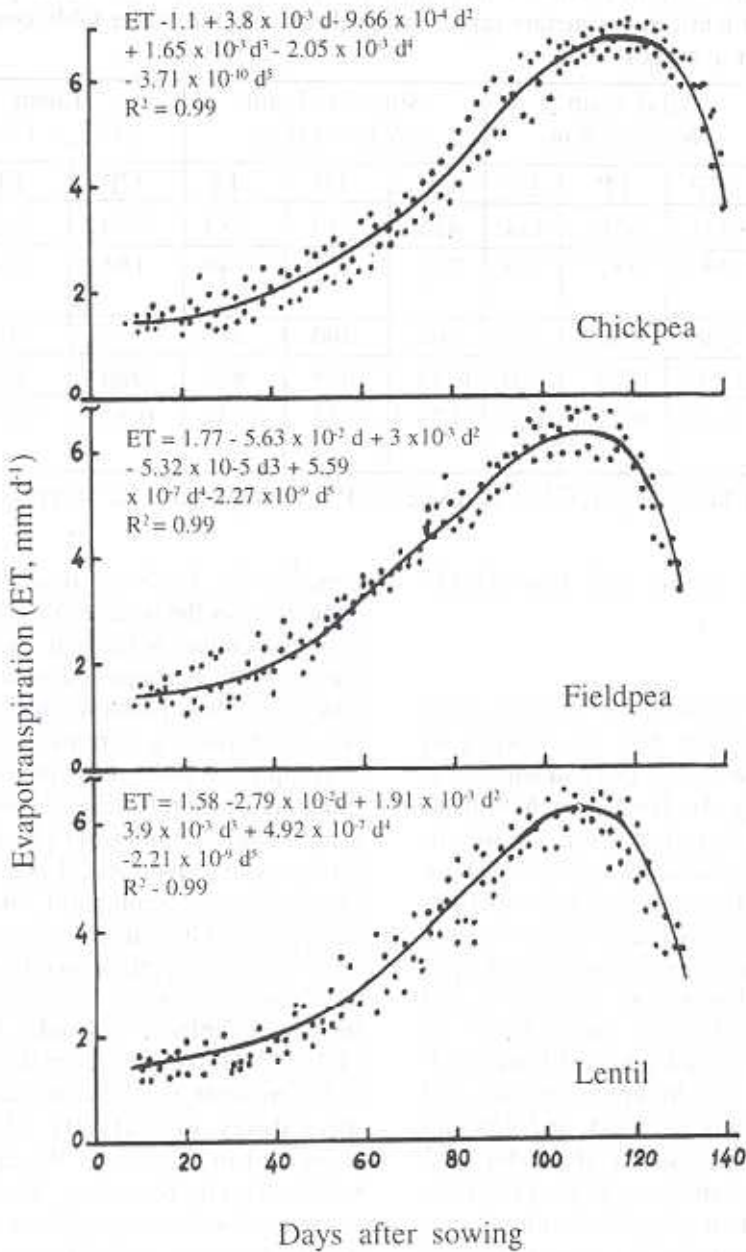 ET -1.1 + 3.8 x 10⁻³ d+ 9.66 x 10⁻⁴ d²
+ 1.65 x 10⁻³ d³ - 2.05 x 10⁻³ d⁴
- 3.71 x 10⁻¹⁰ d⁵
R² = 0.99
6
4
2
0
Chickpea
ET = 1.77 - 5.63 x 10⁻² d + 3 x10⁻³ d²
- 5.32 x 10-5 d3 + 5.59
x 10⁻⁷ d⁴-2.27 x10⁻⁹ d⁵
R² = 0.99
6
4
2
0
Fieldpea
Evapotranspiration (ET, mm d⁻¹)
ET = 1.58 -2.79 x 10⁻²d + 1.91 x 10⁻³ d²
3.9 x 10⁻³ d³ + 4.92 x 10⁻⁷ d⁴
-2.21 x 10⁻⁹ d⁵
R² - 0.99
6
4
2
0
Lentil
0 20 40 60 80 100 120 140
Days after sowing